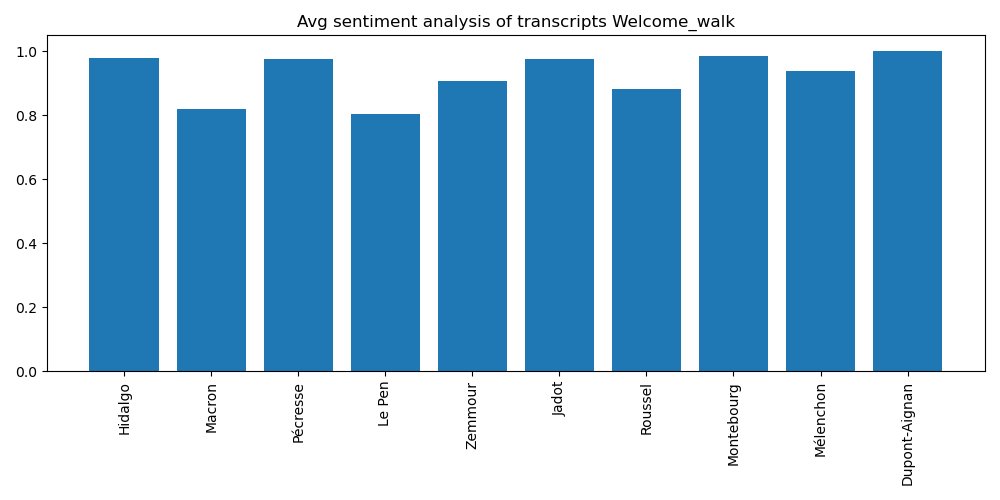 Avg sentiment analysis of transcripts Welcome_walk
1.0
0.8
0.6
0.4
0.2
0.0
Hidalgo
Macron
Pécresse
Le Pen
Zemmour
Jadot
Roussel
Montebourg
Mélenchon
Dupont-Aignan